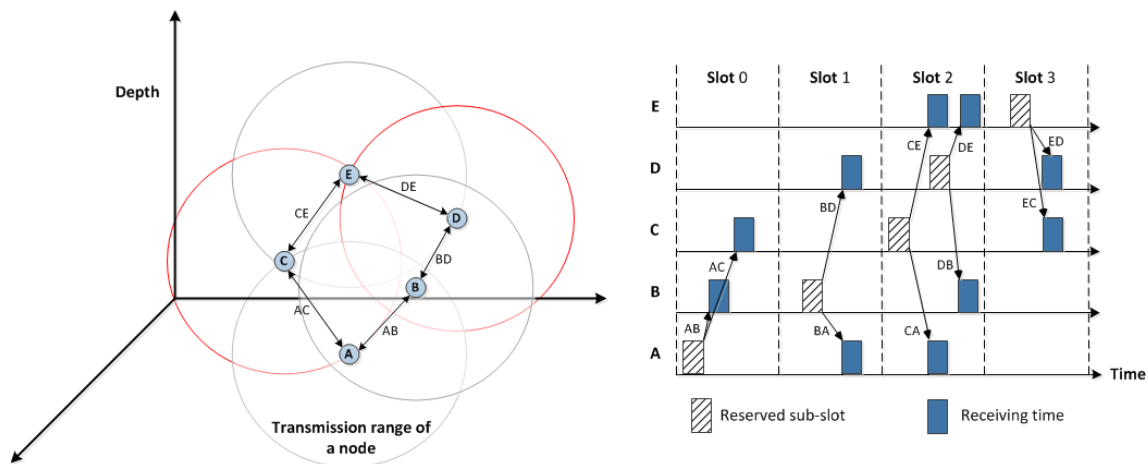 Depth
E
DE
CE
D
C
BD
B
AC
AB
A
Transmission range of
a node
Slot 0
Slot 1
Slot 2
Slot 3
E
CE
DE
ED
D
BD
EC
C
AC
DB
B
AB
BA
CA
A
Time
Reserved sub-slot
Receiving time